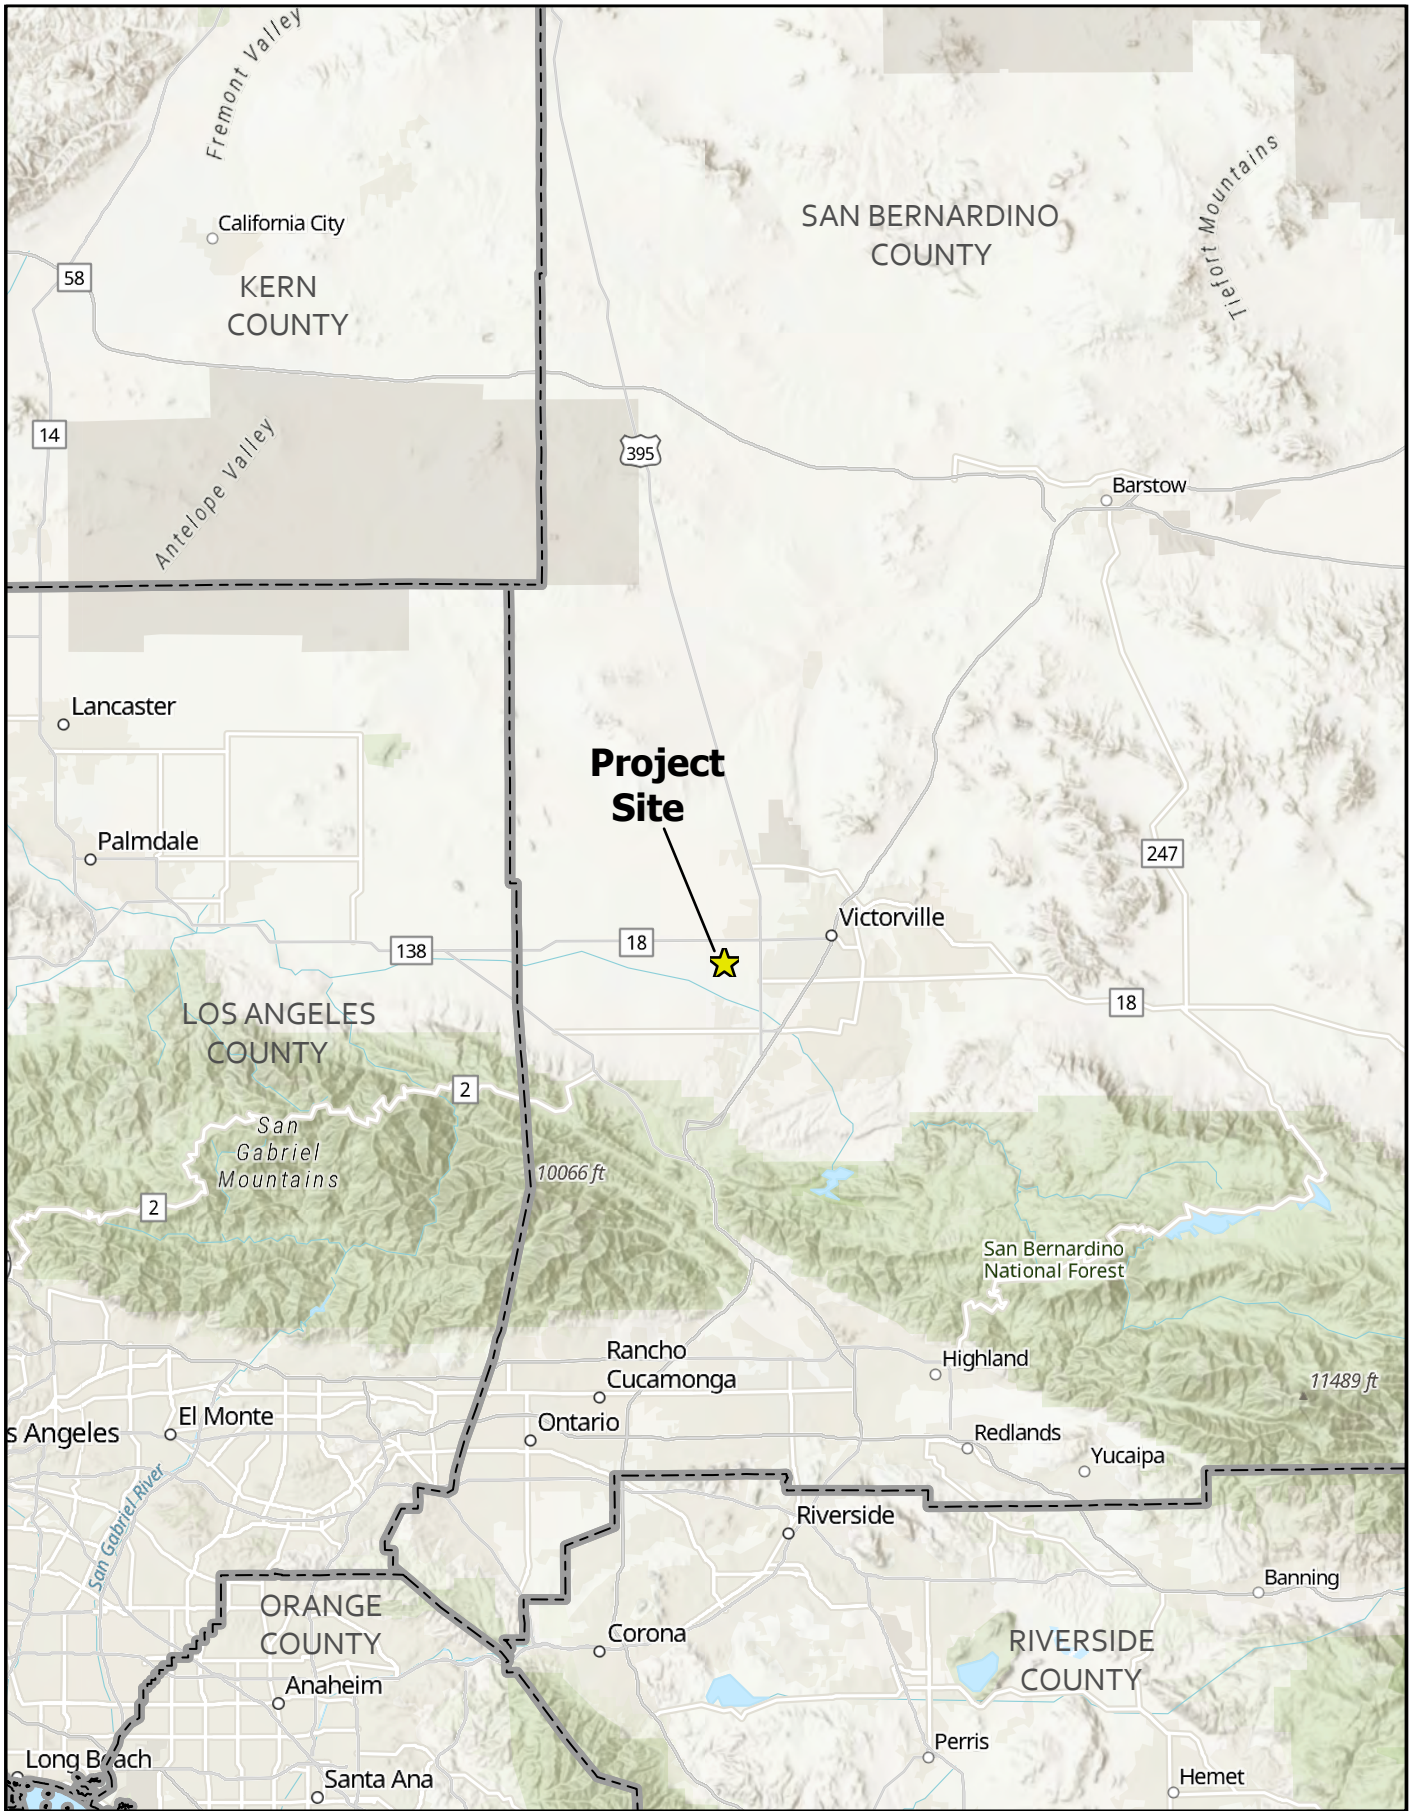 Fremont Valley
Tiefort Mountains
SAN BERNARDINO
COUNTY
California City
58
KERN
COUNTY
14
395
Antelope Valley
Barstow
Lancaster
Project
Site
Palmdale
247
Victorville
138
18
18
LOS ANGELES
COUNTY
2
San
Gabriel
Mountains
10066 ft
2
San Bernardino
National Forest
Rancho
Cucamonga
Highland
11489 ft
El Monte
Ontario
s Angeles
Redlands
Yucaipa
San Gabriel River
Riverside
Banning
ORANGE
COUNTY
Corona
RIVERSIDE
COUNTY
Anaheim
Perris
Long Beach
Santa Ana
Hemet